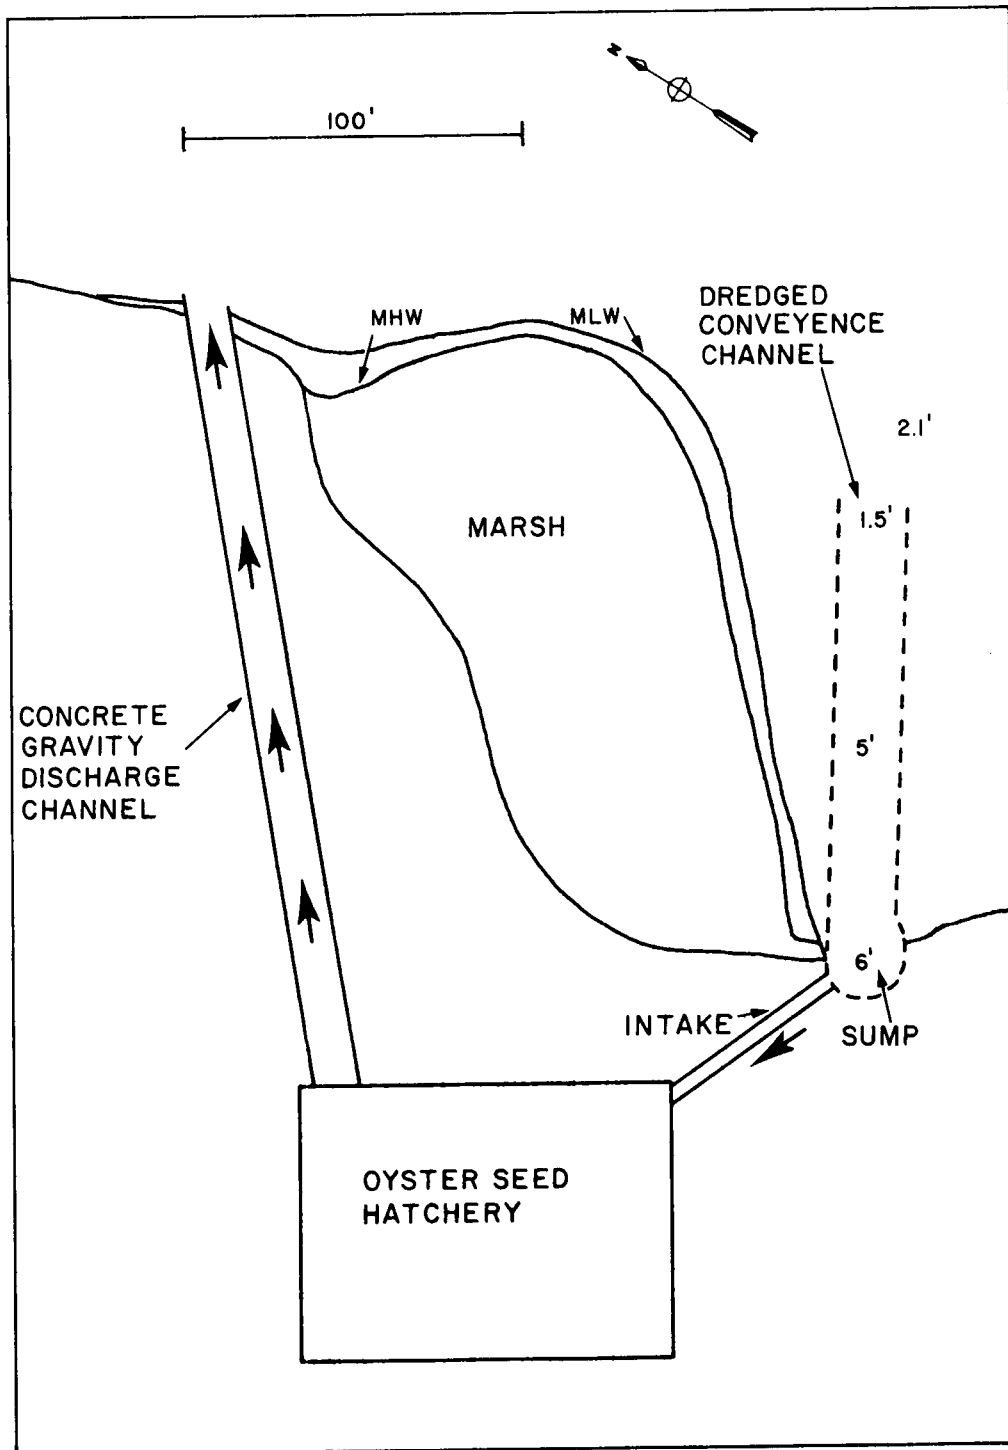 N
100'
MHW
MLW
DREDGED
CONVEYENCE
CHANNEL
2.1'
1.5'
MARSH
5'
CONCRETE
GRAVITY
DISCHARGE
CHANNEL
6'
INTAKE
SUMP
OYSTER SEED
HATCHERY